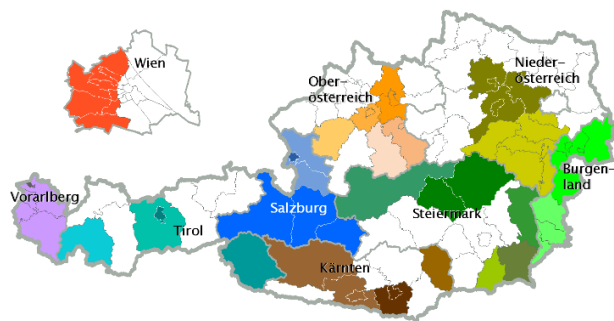 Wien
Ober-
österreich
Nieder-
österreich
Burgen-
land
Vorarlberg
Tirol
Salzburg
Steiermark
Kärnten